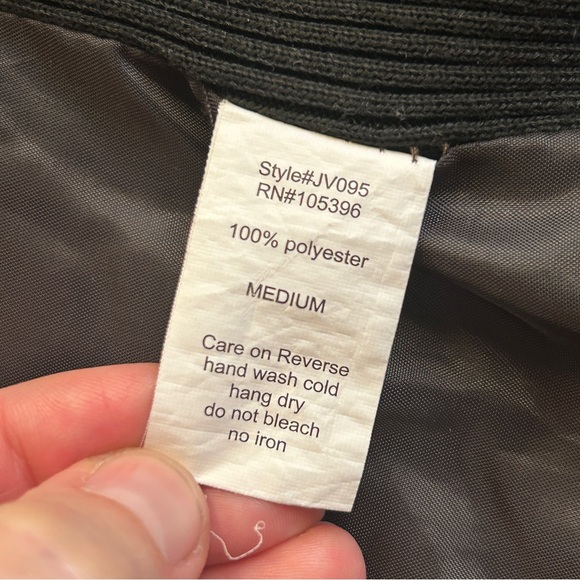 Style#JV095
RN#105396
100% polyester
MEDIUM
Care on Reverse
hand wash cold
hang dry
do not bleach
no iron